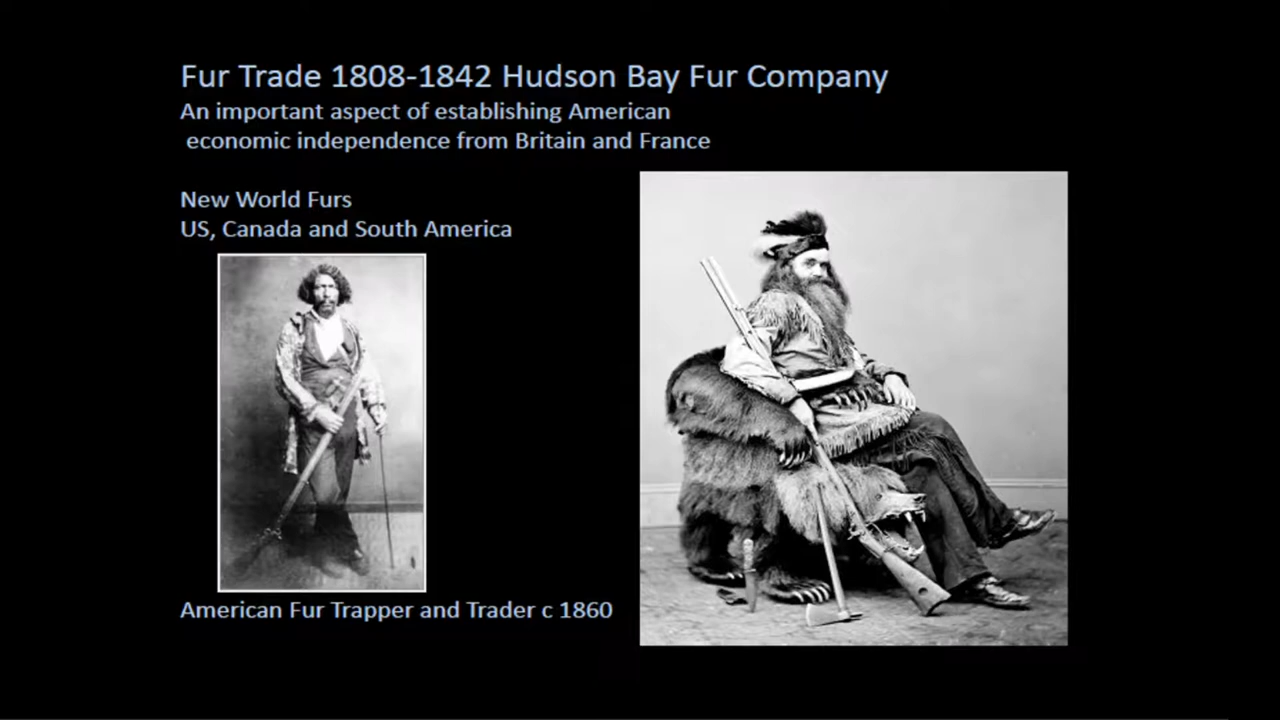 Fur Trade 1808-1842 Hudson Bay Fur Company
An important aspect of establishing American
economic independence from Britain and France
New World Furs
US, Canada and South America
American Fur Trapper and Trader c 1860